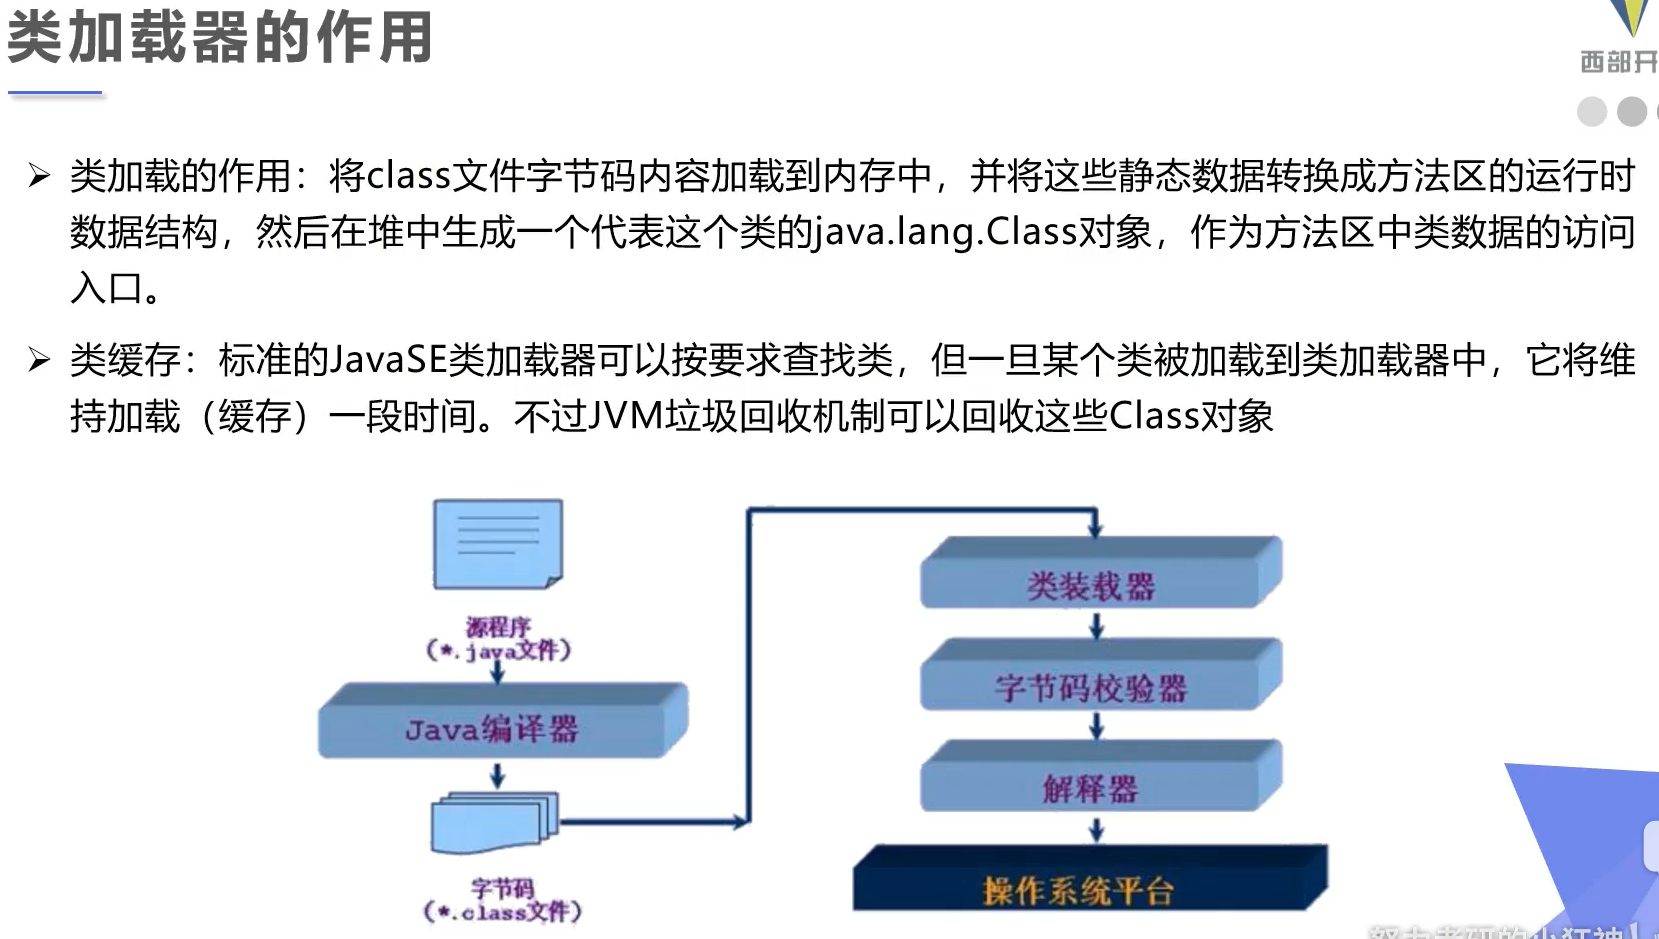 类加载器的作用
西部开
类加载的作用：将class文件字节码内容加载到内存中，并将这些静态数据转换成方法区的运行时
数据结构，然后在堆中生成一个代表这个类的java.lang.Class对象，作为方法区中类数据的访问
入口。
类缓存：标准的JavaSE类加载器可以按要求查找类，但一旦某个类被加载到类加载器中，它将维
持加载（缓存）一段时间。不过JVM垃圾回收机制可以回收这些Class对象
源程序
(*.java文件)
Java编译器
字节码
(*.class文件)
类装载器
字节码校验器
解释器
操作系统平台